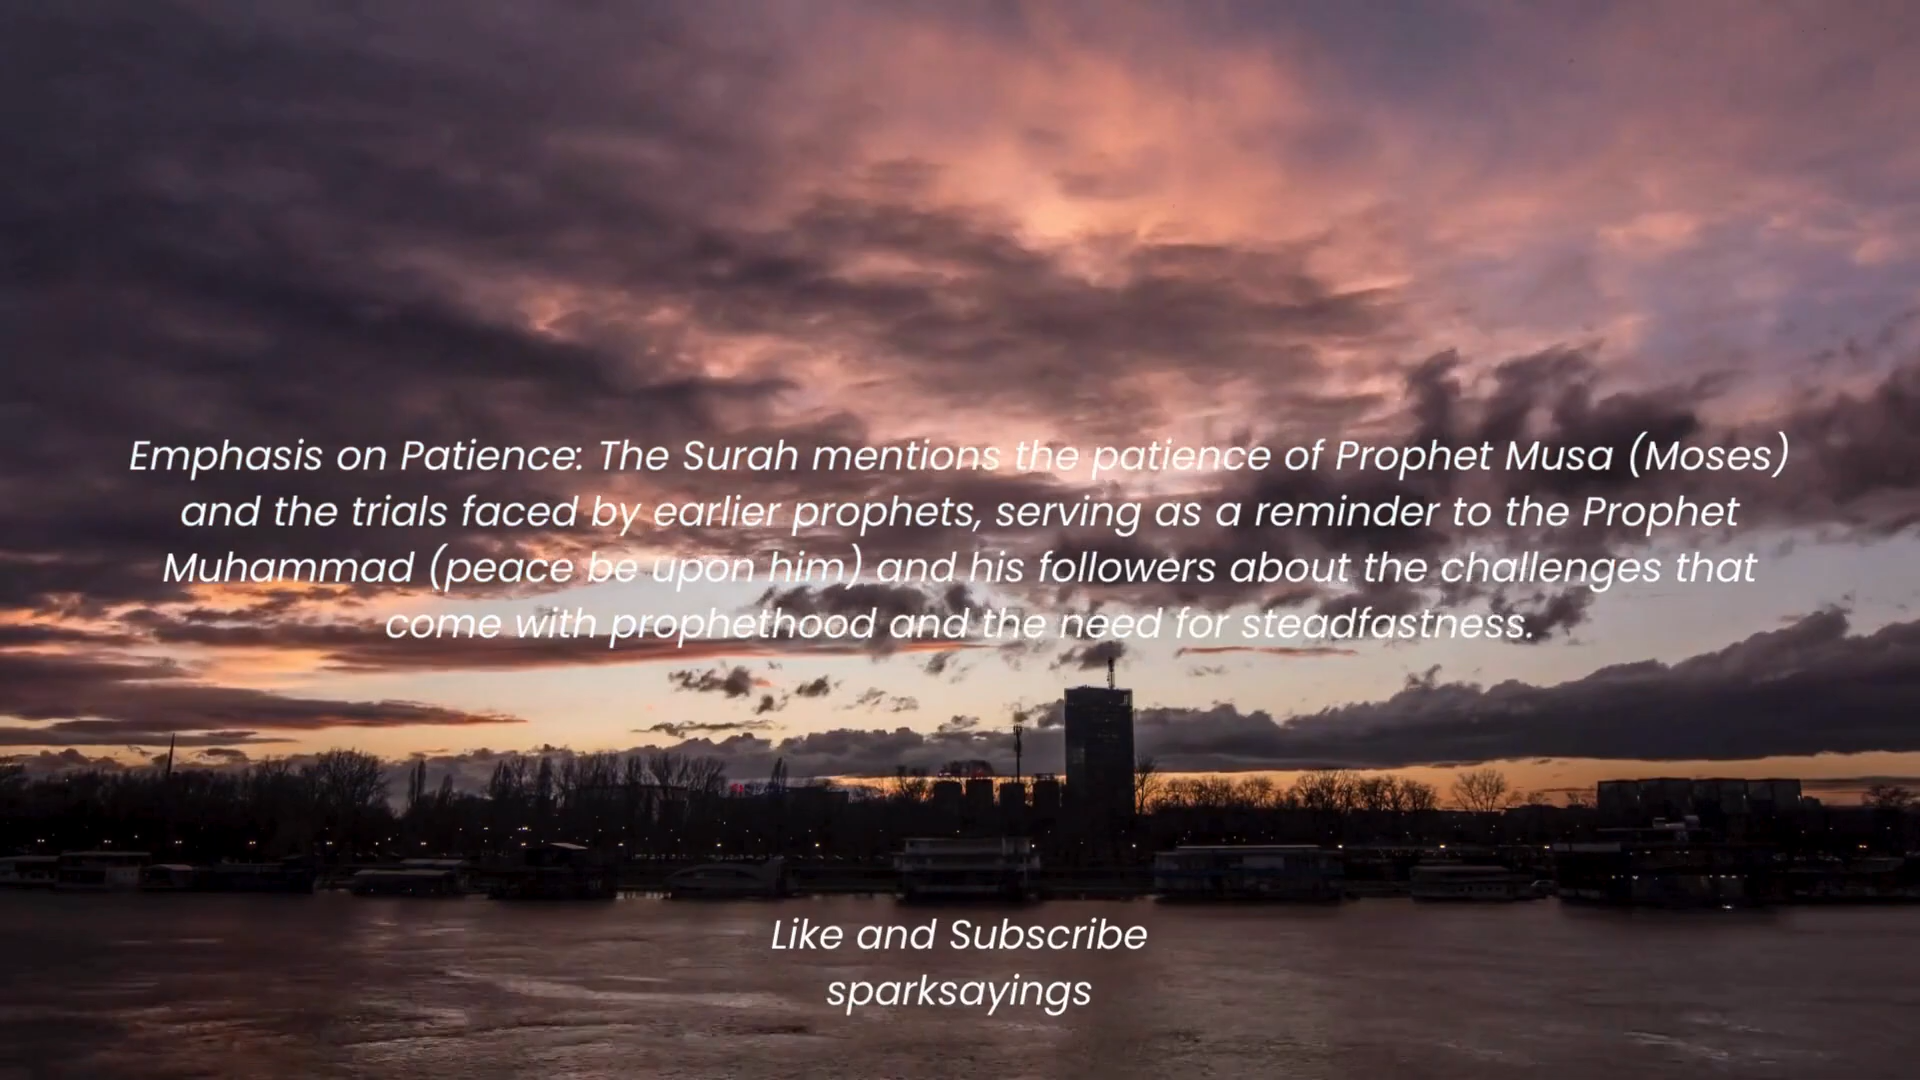 Emphasis on Patience: The Surah mentions the patience of Prophet Musa (Moses)
and the trials faced by earlier prophets, serving as a reminder to the Prophet
Muhammad (peace be upon him) and his followers about the challenges that
come with prophethood and the need for steadfastness.
Like and Subscribe
sparksayings